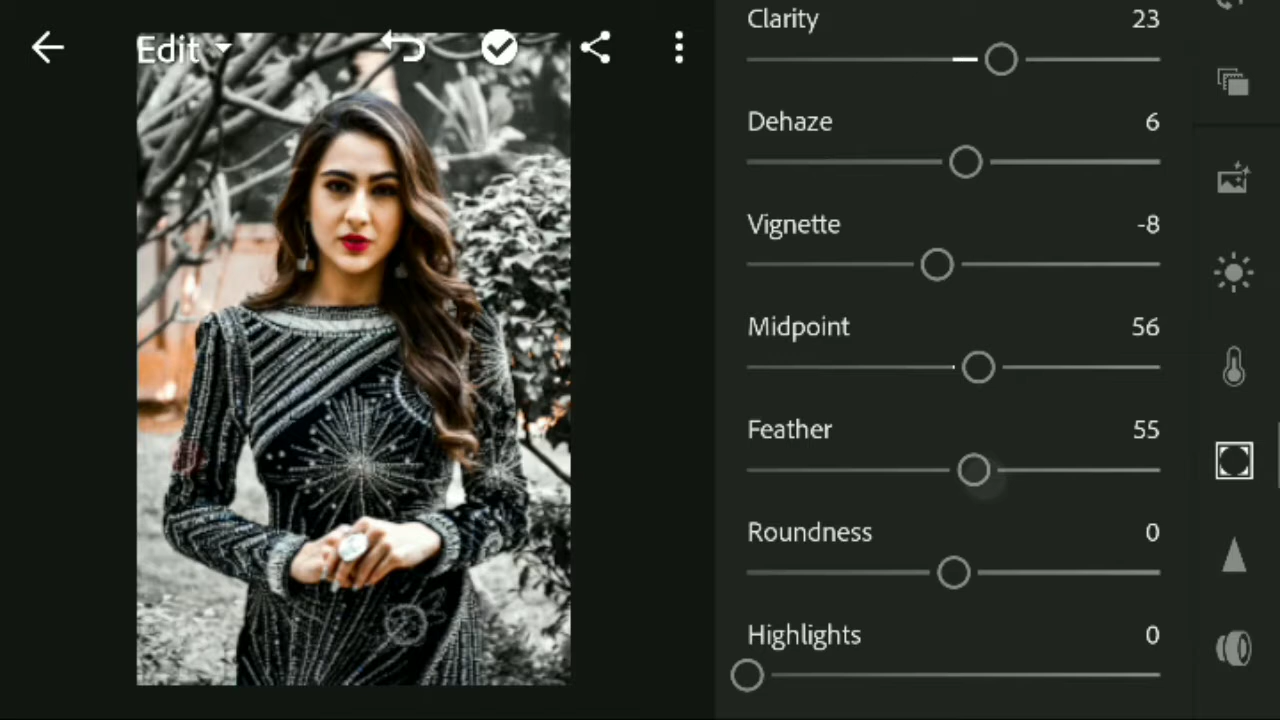 Edit
Clarity 23
Dehaze 6
Vignette -8
Midpoint 56
Feather 55
Roundness 0
Highlights 0